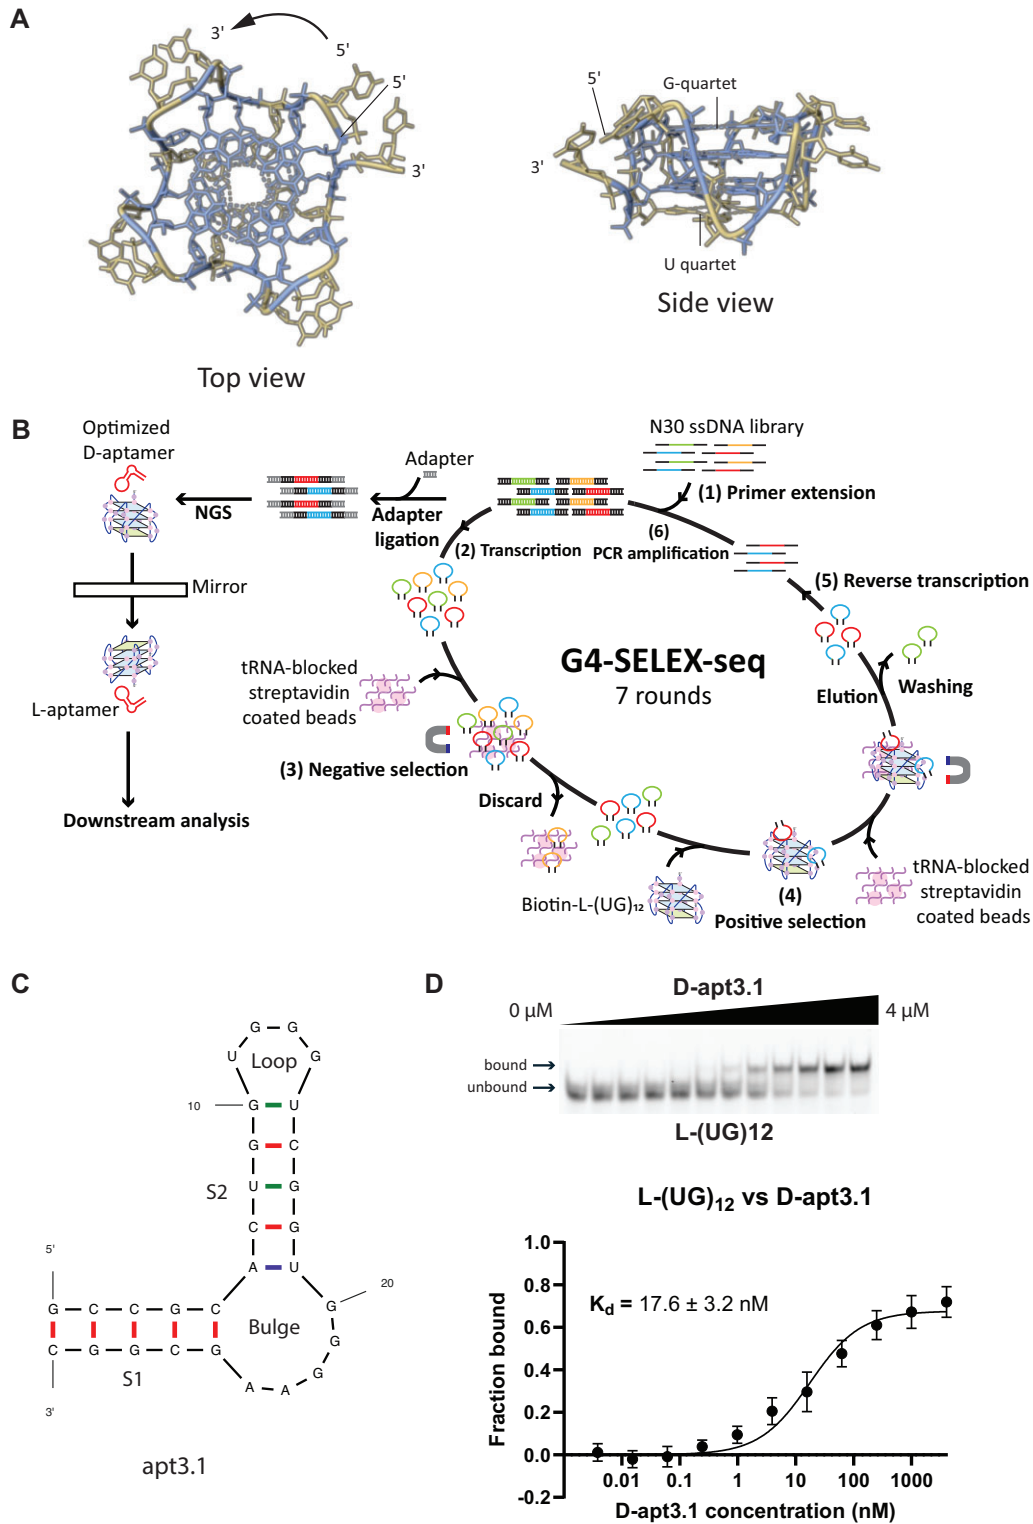 A
3'
5'
5'
3'
Top view
5'
G-quartet
3'
U quartet
Side view
B
Optimized
D-aptamer
NGS
Adapter
Adapter
ligation
N30 ssDNA library
(1) Primer extension
(6)
PCR amplification
(2) Transcription
(5) Reverse transcription
Mirror
L-aptamer
Downstream analysis
tRNA-blocked
streptavidin
coated beads
G4-SELEX-seq
7 rounds
Elution
Washing
(3) Negative selection
Discard
Biotin-L-(UG)₁₂
(4)
Positive selection
tRNA-blocked
streptavidin
coated beads
C
G G G
U Loop G
10 G U
G C
S2 U G
C G
A U
5' G 20
G C C G C Bulge G
C G G C G G
S1 A A
3'
apt3.1
D
D-apt3.1
0 µM 4 µM
bound
unbound
L-(UG)12
L-(UG)₁₂ vs D-apt3.1
Kd = 17.6 ± 3.2 nM
Fraction bound
1.0
0.8
0.6
0.4
0.2
0.0
-0.2
0.01 0.1 1 10 100 1000
D-apt3.1 concentration (nM)